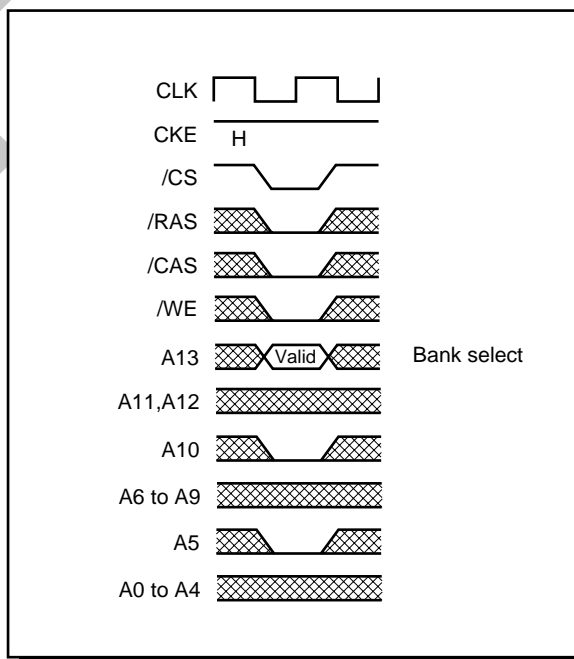 CLK
CKE H
/CS
/RAS
/CAS
/WE
A13 Valid Bank select
A11,A12
A10
A6 to A9
A5
A0 to A4